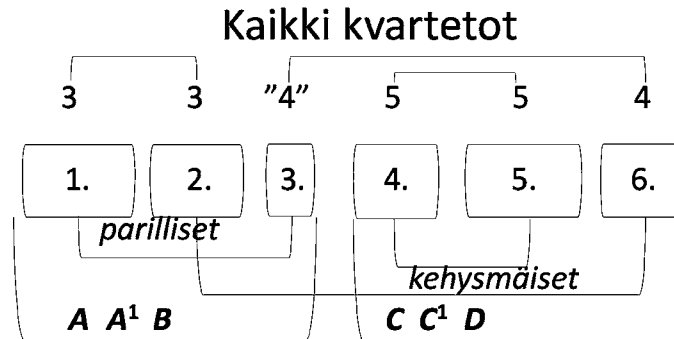 Kaikki kvartetot
3 3 ”4” 5 5 4
1. 2. 3. 4. 5. 6.
parilliset
kehysmäiset
A A¹ B C C¹ D